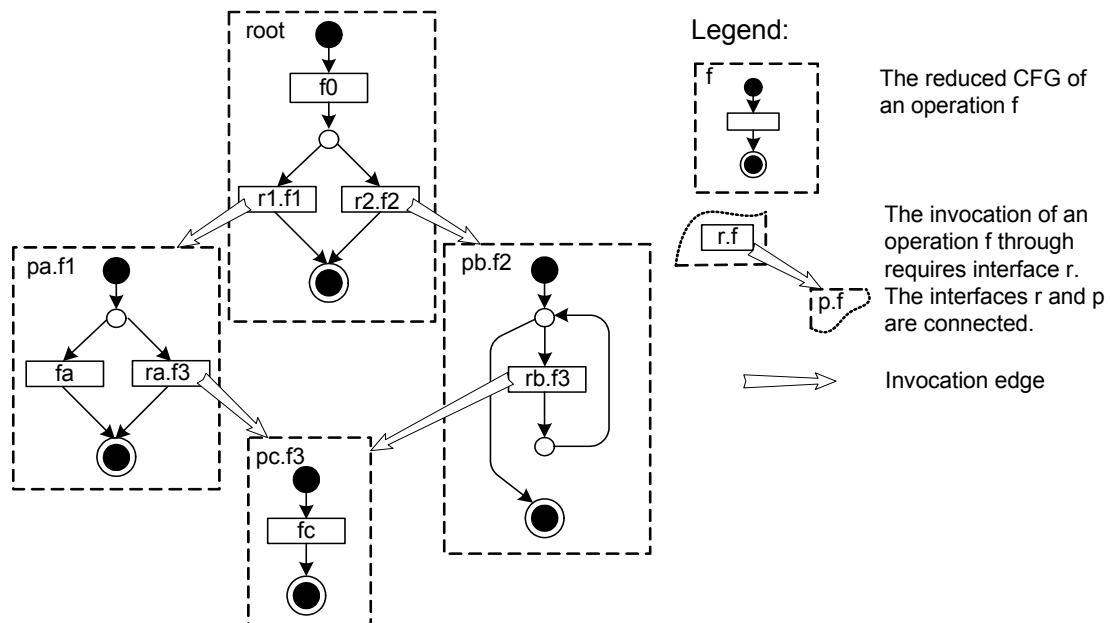 root
f0
r1.f1
r2.f2
pa.f1
fa
ra.f3
pb.f2
rb.f3
pc.f3
fc
Legend:
f
The reduced CFG of
an operation f
r.f
p.f
The invocation of an
operation f through
requires interface r.
The interfaces r and p
are connected.
Invocation edge